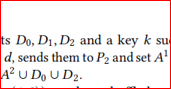 ts D₀, D₁, D₂ and a key k su
d, sends them to P₂ and set A¹
A² ∪ D₀ ∪ D₂.